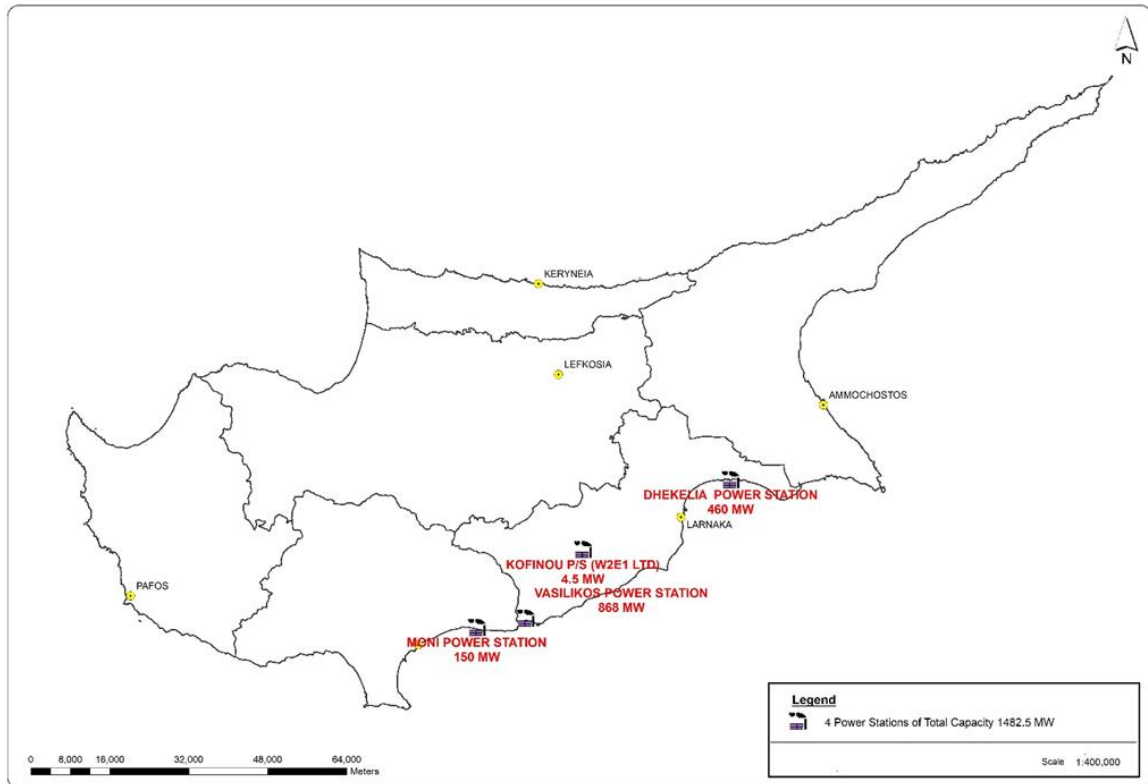 N
KERYNEIA
LEFKOSIA
AMMOCHOSTOS
DHEKELIA POWER STATION
460 MW
LARNAKA
KOFINOU P/S (W2E1 LTD)
4.5 MW
VASILIKOS POWER STATION
868 MW
PAFOS
MONI POWER STATION
150 MW
Legend
4 Power Stations of Total Capacity 1482.5 MW
Scale 1:400,000
0 8,000 16,000 32,000 48,000 64,000
Meters